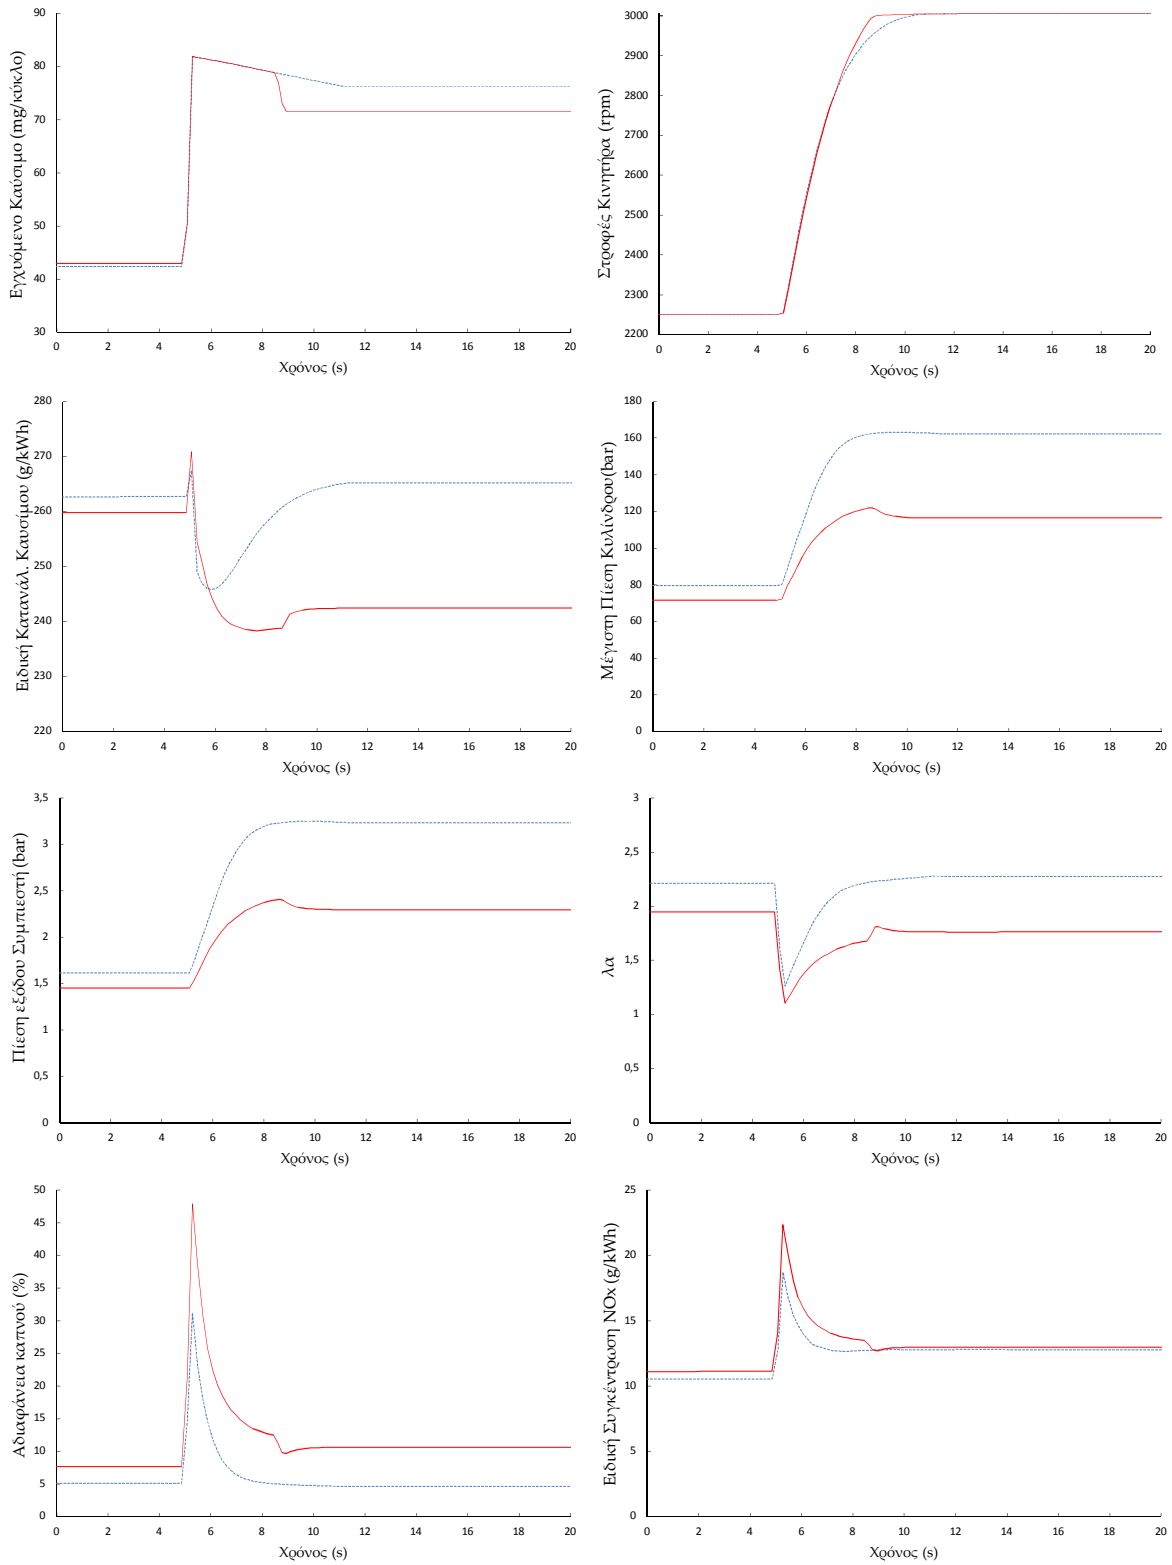 Εγχυόμενο Καύσιμο (mg/κύκλο)
90
80
70
60
50
40
30
0 2 4 6 8 10 12 14 16 18 20
Χρόνος (s)
Στροφές Κινητήρα (rpm)
3000
2900
2800
2700
2600
2500
2400
2300
2200
0 2 4 6 8 10 12 14 16 18 20
Χρόνος (s)
Ειδική Κατανάλ. Καυσίμου (g/kWh)
280
270
260
250
240
230
220
0 2 4 6 8 10 12 14 16 18 20
Χρόνος (s)
Μέγιστη Πίεση Κυλίνδρου(bar)
180
160
140
120
100
80
60
40
20
0
0 2 4 6 8 10 12 14 16 18 20
Χρόνος (s)
Πίεση εξόδου Συμπιεστή (bar)
3,5
3
2,5
2
1,5
1
0,5
0
0 2 4 6 8 10 12 14 16 18 20
Χρόνος (s)
λα
3
2,5
2
1,5
1
0,5
0
0 2 4 6 8 10 12 14 16 18 20
Χρόνος (s)
Αδιαφάνεια καπνού (%)
50
45
40
35
30
25
20
15
10
5
0
0 2 4 6 8 10 12 14 16 18 20
Χρόνος (s)
Ειδική Συγκέντρωση NOx (g/kWh)
25
20
15
10
5
0
0 2 4 6 8 10 12 14 16 18 20
Χρόνος (s)